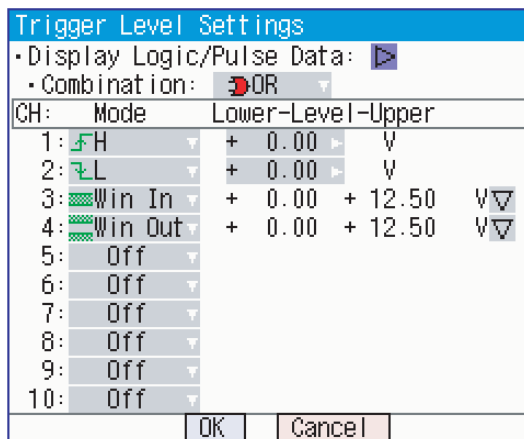 Trigger Level Settings
・Display Logic/Pulse Data:
・Combination: OR
CH: Mode Lower-Level-Upper
1: H + 0.00 V
2: L + 0.00 V
3: Win In + 0.00 + 12.50 V
4: Win Out + 0.00 + 12.50 V
5: Off
6: Off
7: Off
8: Off
9: Off
10: Off
OK Cancel